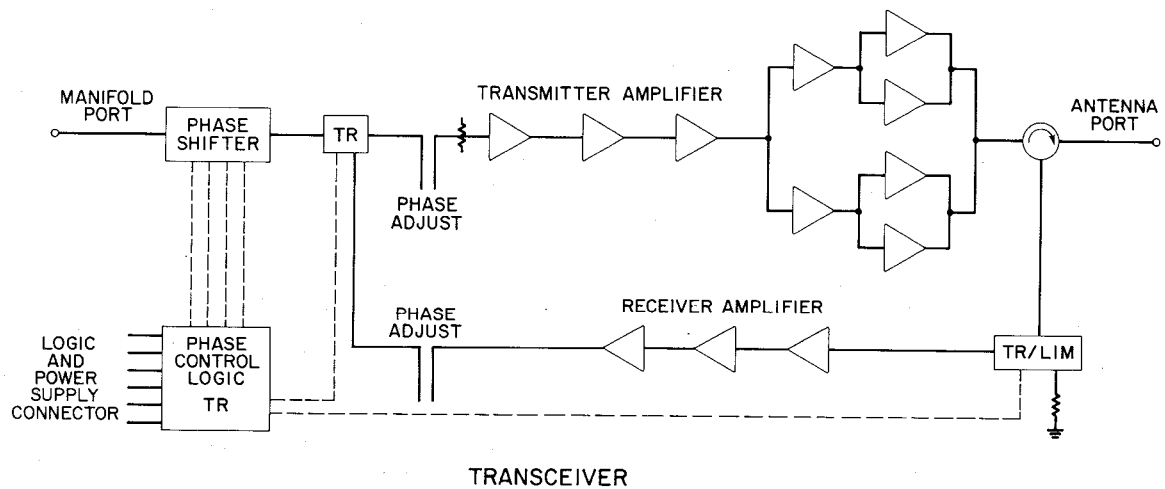 MANIFOLD
PORT
PHASE
SHIFTER
TR
PHASE
ADJUST
TRANSMITTER AMPLIFIER
ANTENNA
PORT
LOGIC
AND
POWER
SUPPLY
CONNECTOR
PHASE
CONTROL
LOGIC
TR
PHASE
ADJUST
RECEIVER AMPLIFIER
TR/LIM
TRANSCEIVER